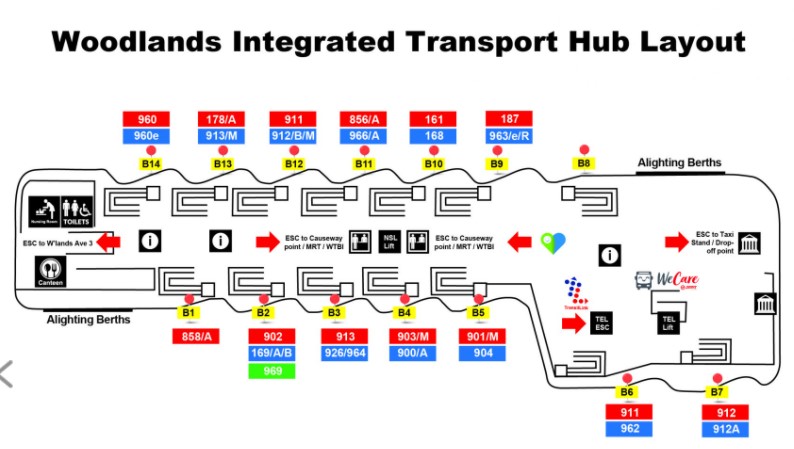 Woodlands Integrated Transport Hub Layout
960
178/A
911
856/A
161
187
960e
913/M
912/B/M
966/A
168
963/e/R
B14
B13
B12
B11
B10
B9
B8
Alighting Berths
Nursing Room
TOILETS
ESC to W'lands Ave 3
i
i
ESC to Causeway
point / MRT / WTBI
NSL
Lift
ESC to Causeway
point / MRT / WTBI
i
ESC to Taxi
Stand / Drop-
off point
Canteen
WeCare
TransitLink
TEL
ESC
TEL
Lift
Alighting Berths
B1
B2
B3
B4
B5
858/A
902
913
903/M
901/M
169/A/B
926/964
900/A
904
969
B6
B7
911
912
962
912A